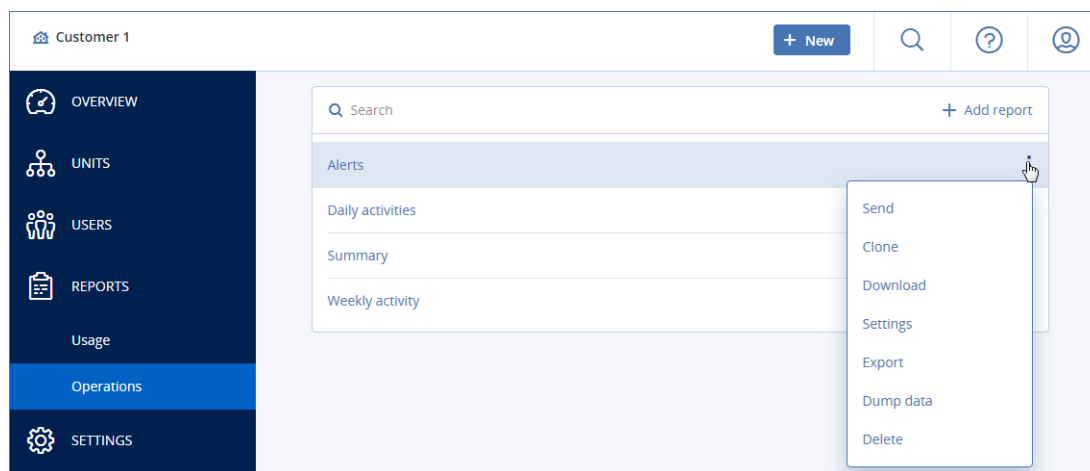 Customer 1
+ New
OVERVIEW
UNITS
USERS
REPORTS
Usage
Operations
SETTINGS
Search
+ Add report
Alerts
Daily activities
Summary
Weekly activity
Send
Clone
Download
Settings
Export
Dump data
Delete